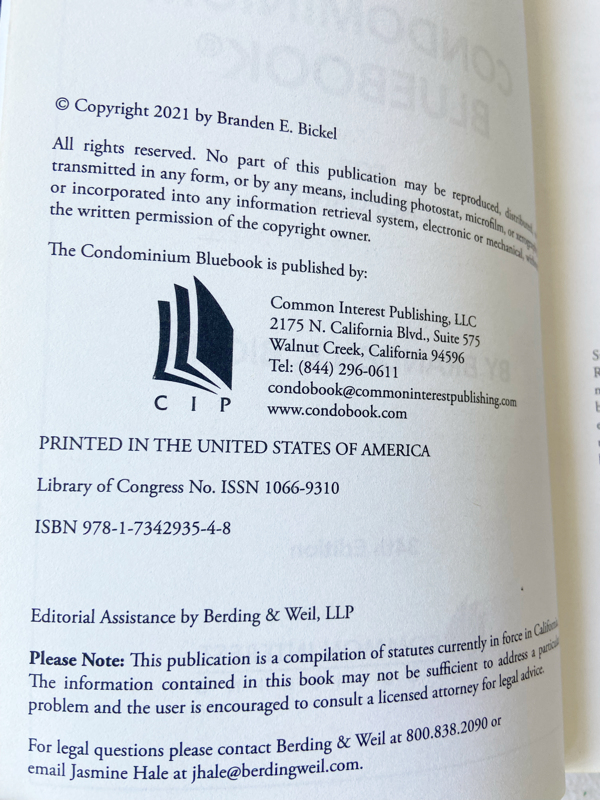 © Copyright 2021 by Branden E. Bickel
All rights reserved. No part of this publication may be reproduced,
transmitted in any form, or by any means, including photostat, microfilm, or
or incorporated into any information retrieval system, electronic or mechanical,
the written permission of the copyright owner.
The Condominium Bluebook is published by:
CIP
Common Interest Publishing, LLC
2175 N. California Blvd., Suite 575
Walnut Creek, California 94596
Tel: (844) 296-0611
condobook@commoninterestpublishing.com
www.condobook.com
PRINTED IN THE UNITED STATES OF AMERICA
Library of Congress No. ISSN 1066-9310
ISBN 978-1-7342935-4-8
Editorial Assistance by Berding & Weil, LLP
Please Note: This publication is a compilation of statutes currently in force in California.
The information contained in this book may not be sufficient to address a particular
problem and the user is encouraged to consult a licensed attorney for legal advice.
For legal questions please contact Berding & Weil at 800.838.2090 or
email Jasmine Hale at jhale@berdingweil.com.